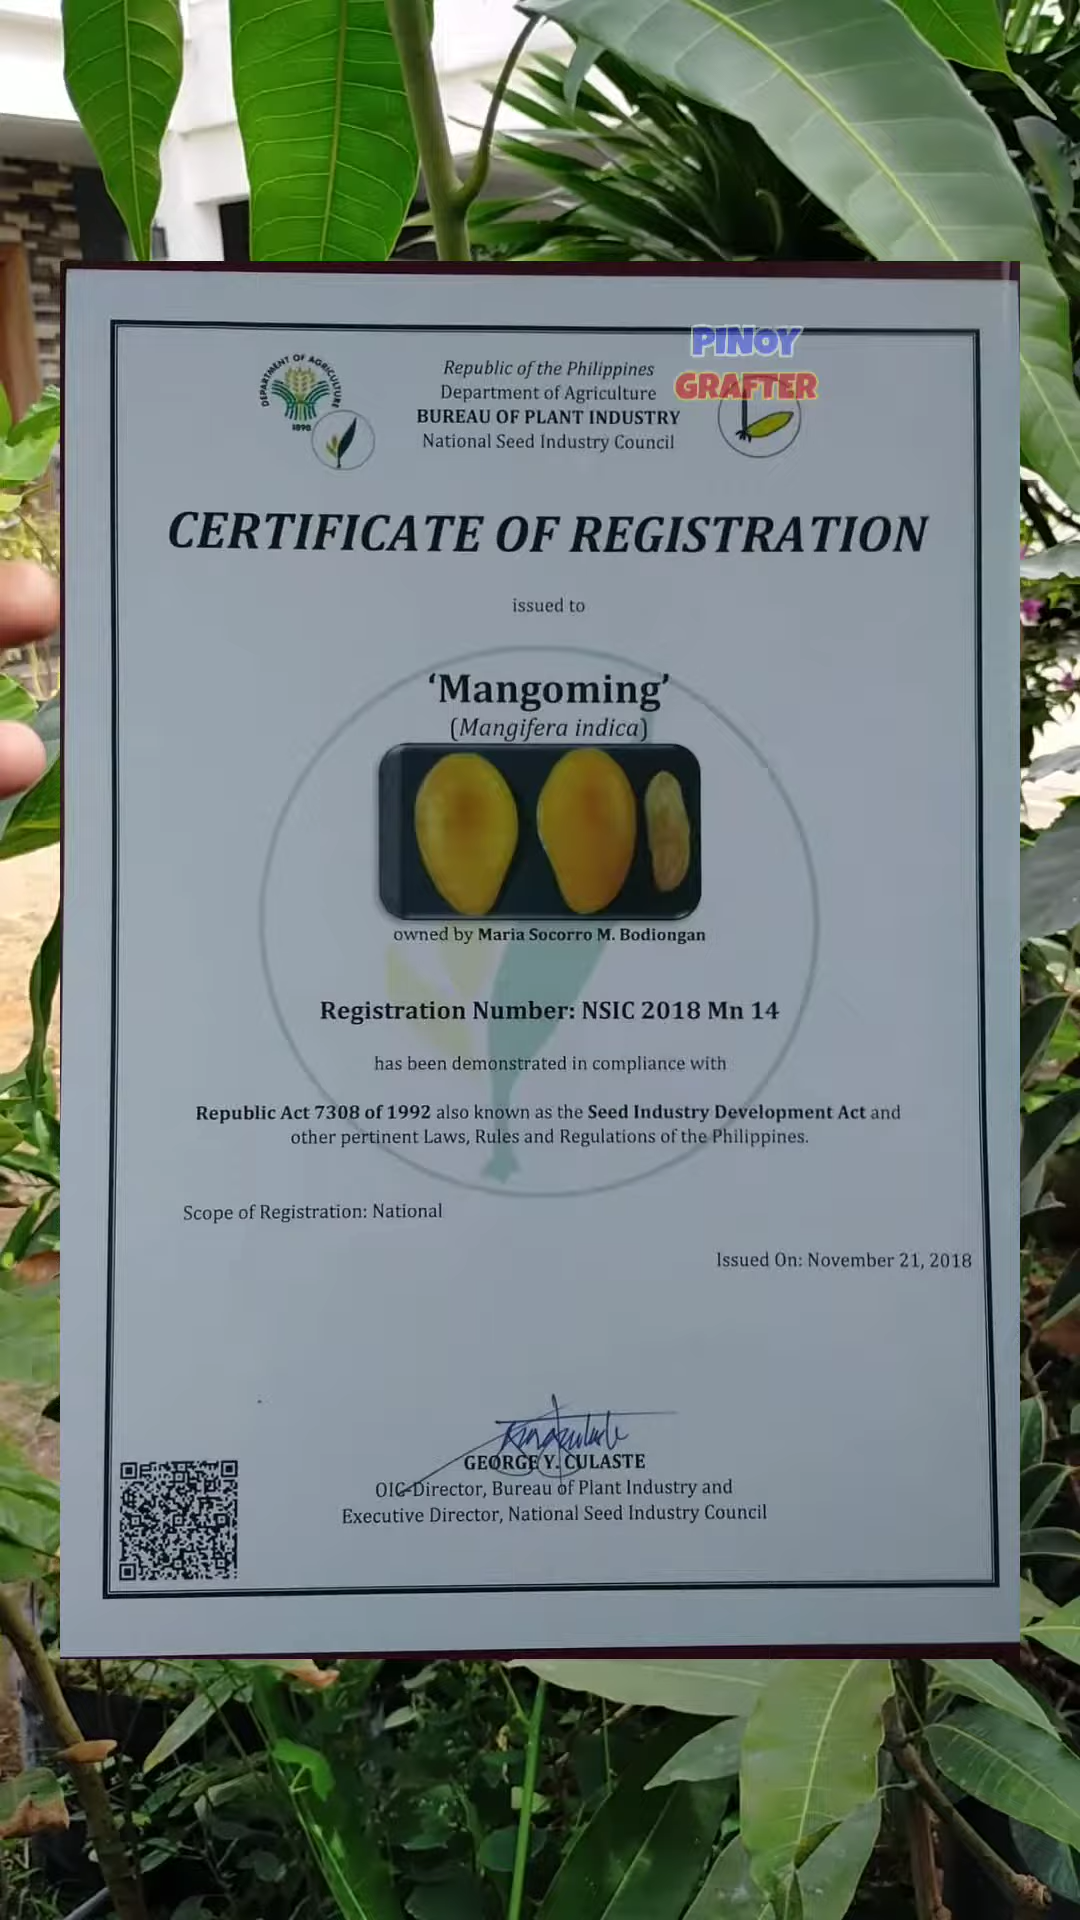 PINOY
GRAFTER
DEPARTMENT OF AGRICULTURE
1898
Republic of the Philippines
Department of Agriculture
BUREAU OF PLANT INDUSTRY
National Seed Industry Council
CERTIFICATE OF REGISTRATION
issued to
‘Mangoming’
(Mangifera indica)
owned by Maria Socorro M. Bodiongan
Registration Number: NSIC 2018 Mn 14
has been demonstrated in compliance with
Republic Act 7308 of 1992 also known as the Seed Industry Development Act and
other pertinent Laws, Rules and Regulations of the Philippines.
Scope of Registration: National
Issued On: November 21, 2018
GEORGE Y. CULASTE
OIC-Director, Bureau of Plant Industry and
Executive Director, National Seed Industry Council